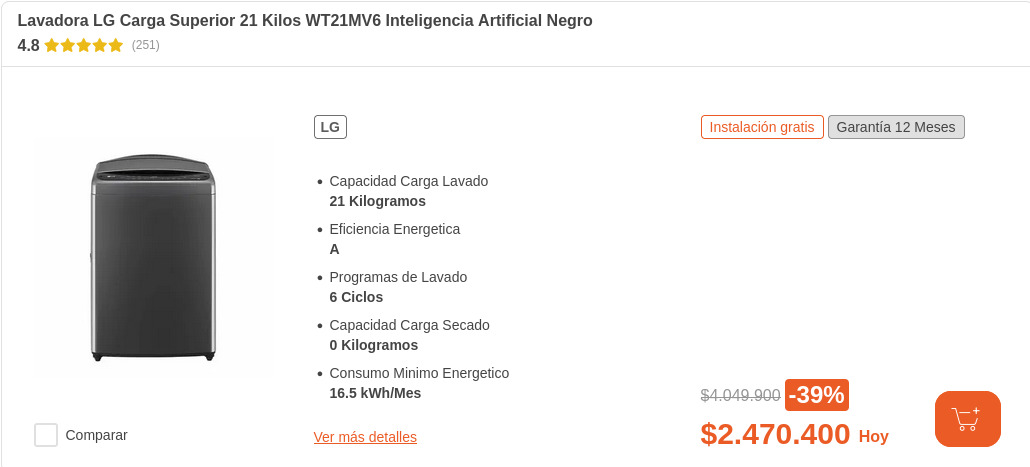 Lavadora LG Carga Superior 21 Kilos WT21MV6 Inteligencia Artificial Negro
4.8 (251)
LG
Capacidad Carga Lavado
21 Kilogramos
Eficiencia Energetica
A
Programas de Lavado
6 Ciclos
Capacidad Carga Secado
0 Kilogramos
Consumo Minimo Energetico
16.5 kWh/Mes
Ver más detalles
Comparar
Instalación gratis
Garantía 12 Meses
$4.049.900 -39%
$2.470.400 Hoy